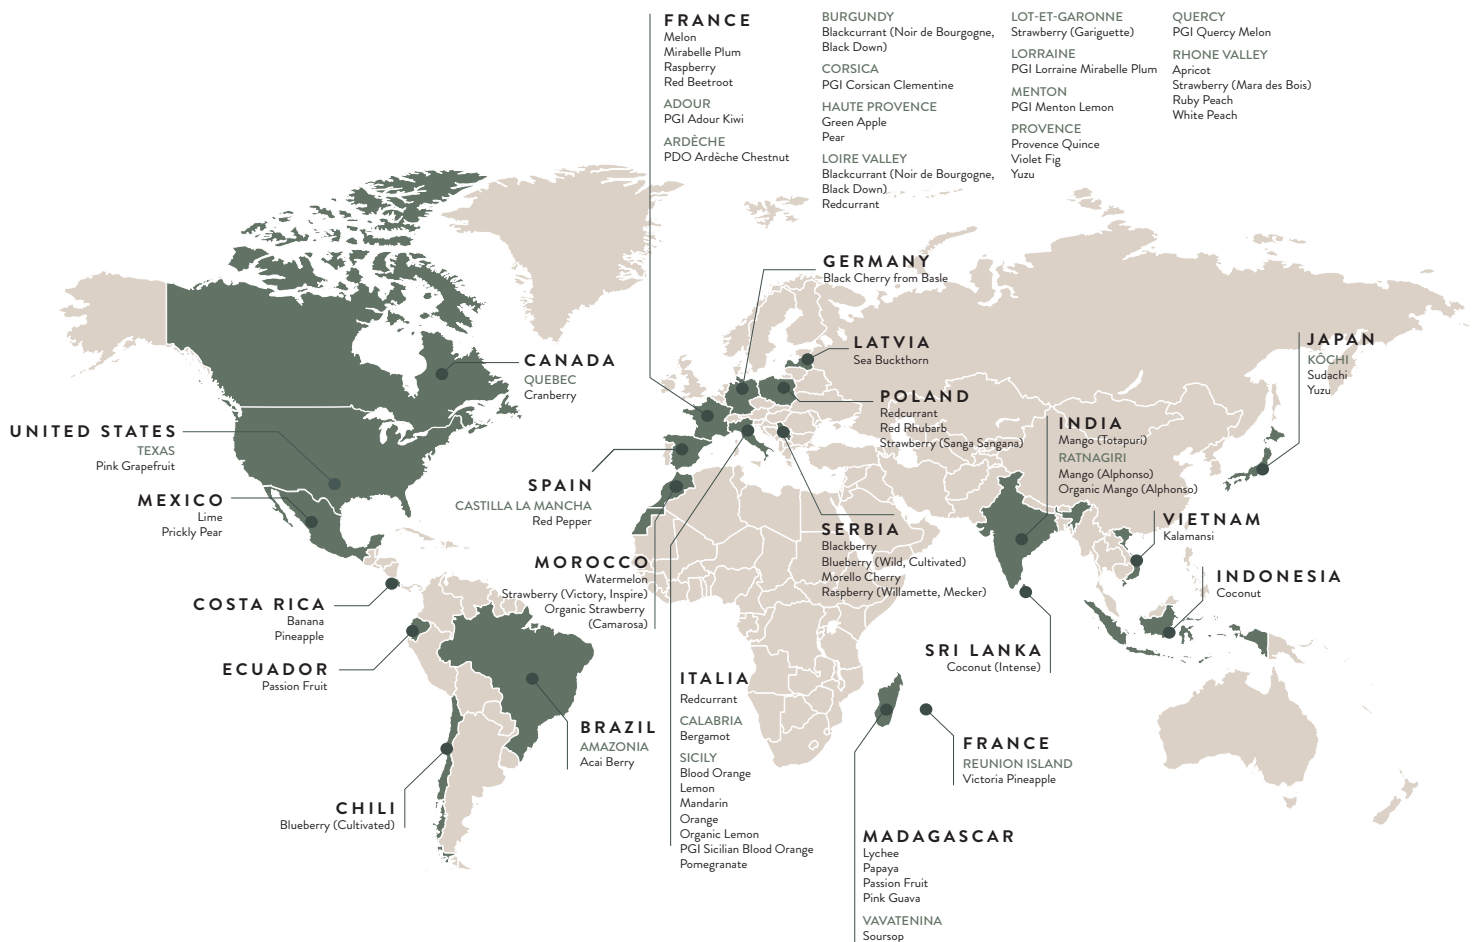 FRANCE
Melon
Mirabelle Plum
Raspberry
Red Beetroot
ADOUR
PGI Adour Kiwi
ARDÈCHE
PDO Ardèche Chestnut
BURGUNDY
Blackcurrant (Noir de Bourgogne,
Black Down)
CORSICA
PGI Corsican Clementine
HAUTE PROVENCE
Green Apple
Pear
LOIRE VALLEY
Blackcurrant (Noir de Bourgogne,
Black Down)
Redcurrant
LOT-ET-GARONNE
Strawberry (Gariguette)
LORRAINE
PGI Lorraine Mirabelle Plum
MENTON
PGI Menton Lemon
PROVENCE
Provence Quince
Violet Fig
Yuzu
QUERCY
PGI Quercy Melon
RHONE VALLEY
Apricot
Strawberry (Mara des Bois)
Ruby Peach
White Peach
GERMANY
Black Cherry from Basle
LATVIA
Sea Buckthorn
POLAND
Redcurrant
Red Rhubarb
Strawberry (Sanga Sangana)
JAPAN
KÔCHI
Sudachi
Yuzu
INDIA
Mango (Totapuri)
RATNAGIRI
Mango (Alphonso)
Organic Mango (Alphonso)
CANADA
QUEBEC
Cranberry
UNITED STATES
TEXAS
Pink Grapefruit
MEXICO
Lime
Prickly Pear
SPAIN
CASTILLA LA MANCHA
Red Pepper
MOROCCO
Watermelon
Strawberry (Victory, Inspire)
Organic Strawberry
(Camarosa)
SERBIA
Blackberry
Blueberry (Wild, Cultivated)
Morello Cherry
Raspberry (Willamette, Mecker)
VIETNAM
Kalamansi
INDONESIA
Coconut
COSTA RICA
Banana
Pineapple
ECUADOR
Passion Fruit
SRI LANKA
Coconut (Intense)
ITALIA
Redcurrant
CALABRIA
Bergamot
SICILY
Blood Orange
Lemon
Mandarin
Orange
Organic Lemon
PGI Sicilian Blood Orange
Pomegranate
BRAZIL
AMAZONIA
Acai Berry
FRANCE
REUNION ISLAND
Victoria Pineapple
CHILI
Blueberry (Cultivated)
MADAGASCAR
Lychee
Papaya
Passion Fruit
Pink Guava
VAVATENINA
Soursop